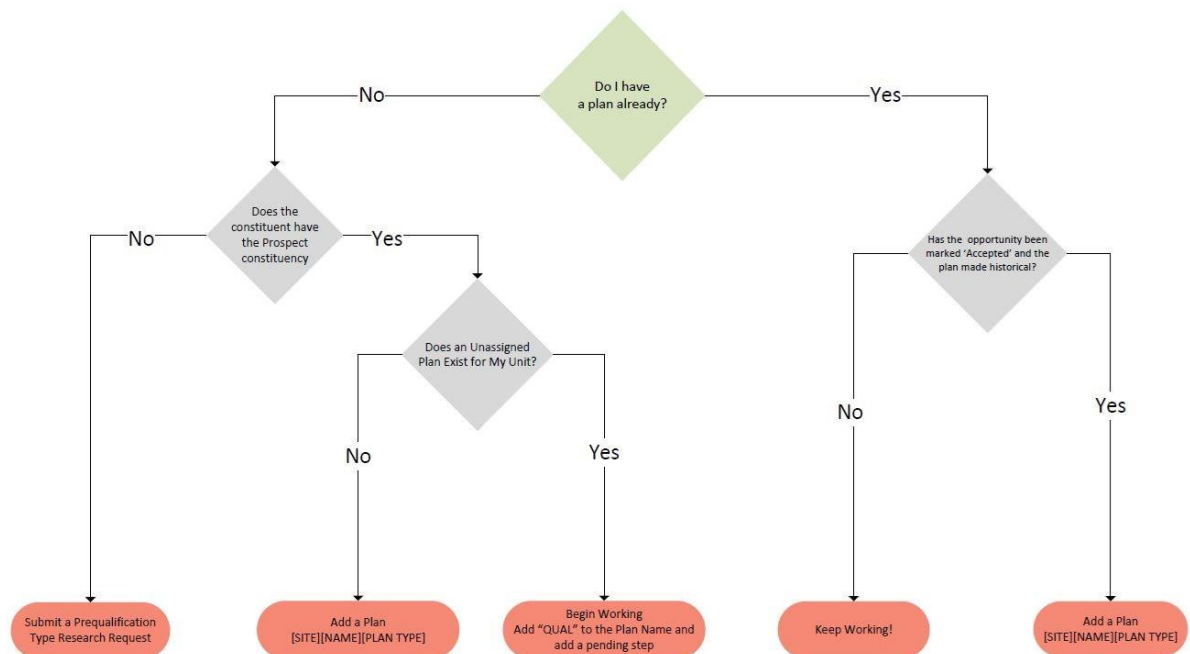 Do I have
a plan already?
No
Yes
Does the
constituent have
the Prospect
constituency
No
Yes
Has the opportunity been
marked ‘Accepted’ and the
plan made historical?
Does an Unassigned
Plan Exist for My Unit?
No
Yes
No
Yes
Submit a Prequalification
Type Research Request
Add a Plan
[SITE][NAME][PLAN TYPE]
Begin Working
Add “QUAL” to the Plan Name and
add a pending step
Keep Working!
Add a Plan
[SITE][NAME][PLAN TYPE]